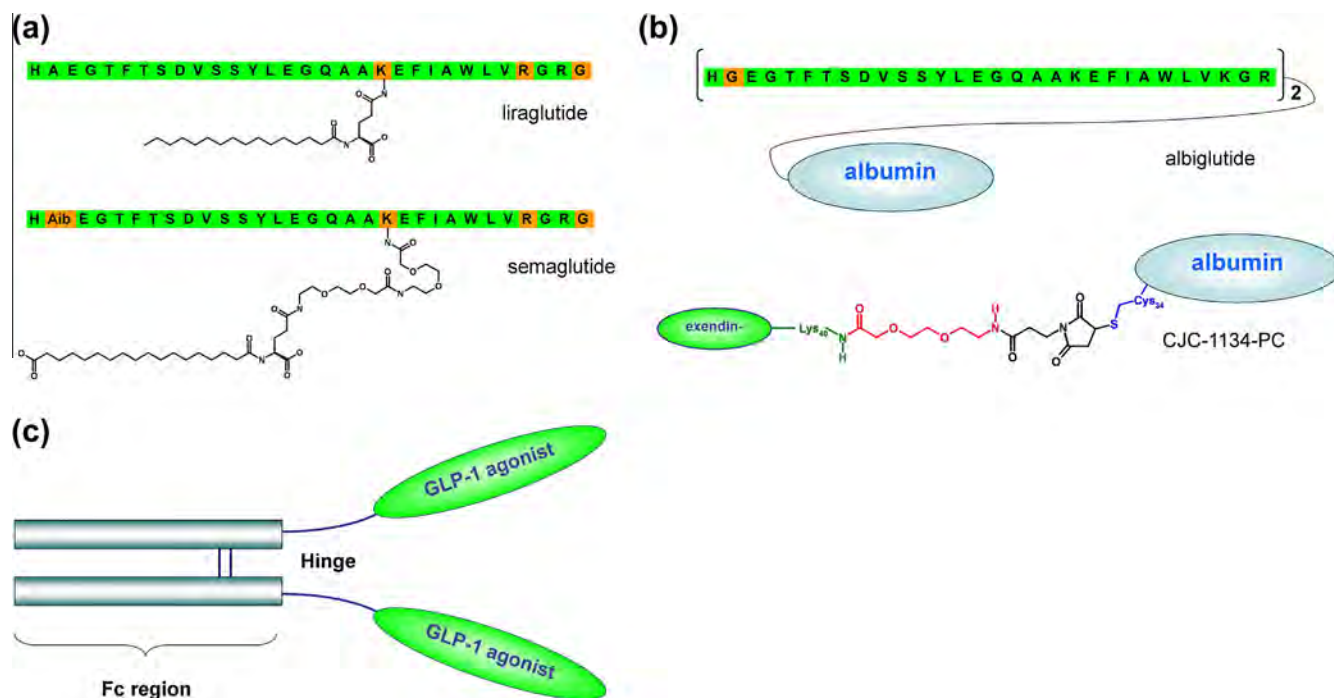 (a)
H A E G T F T S D V S S Y L E G Q A A K E F I A W L V R G R G
O
N
liraglutide
O
N
O
O
H Aib E G T F T S D V S S Y L E G Q A A K E F I A W L V R G R G
N
O
O
semaglutide
O
O
O
N
O
N
O
O
O
N
O
O
O
(b)
H G E G T F T S D V S S Y L E G Q A A K E F I A W L V K G R
2
albumin
albiglutide
albumin
exendin-
Lys40
N
H
O
O
O
H
N
O
N
O
O
S
Cys34
CJC-1134-PC
(c)
GLP-1 agonist
Hinge
GLP-1 agonist
Fc region